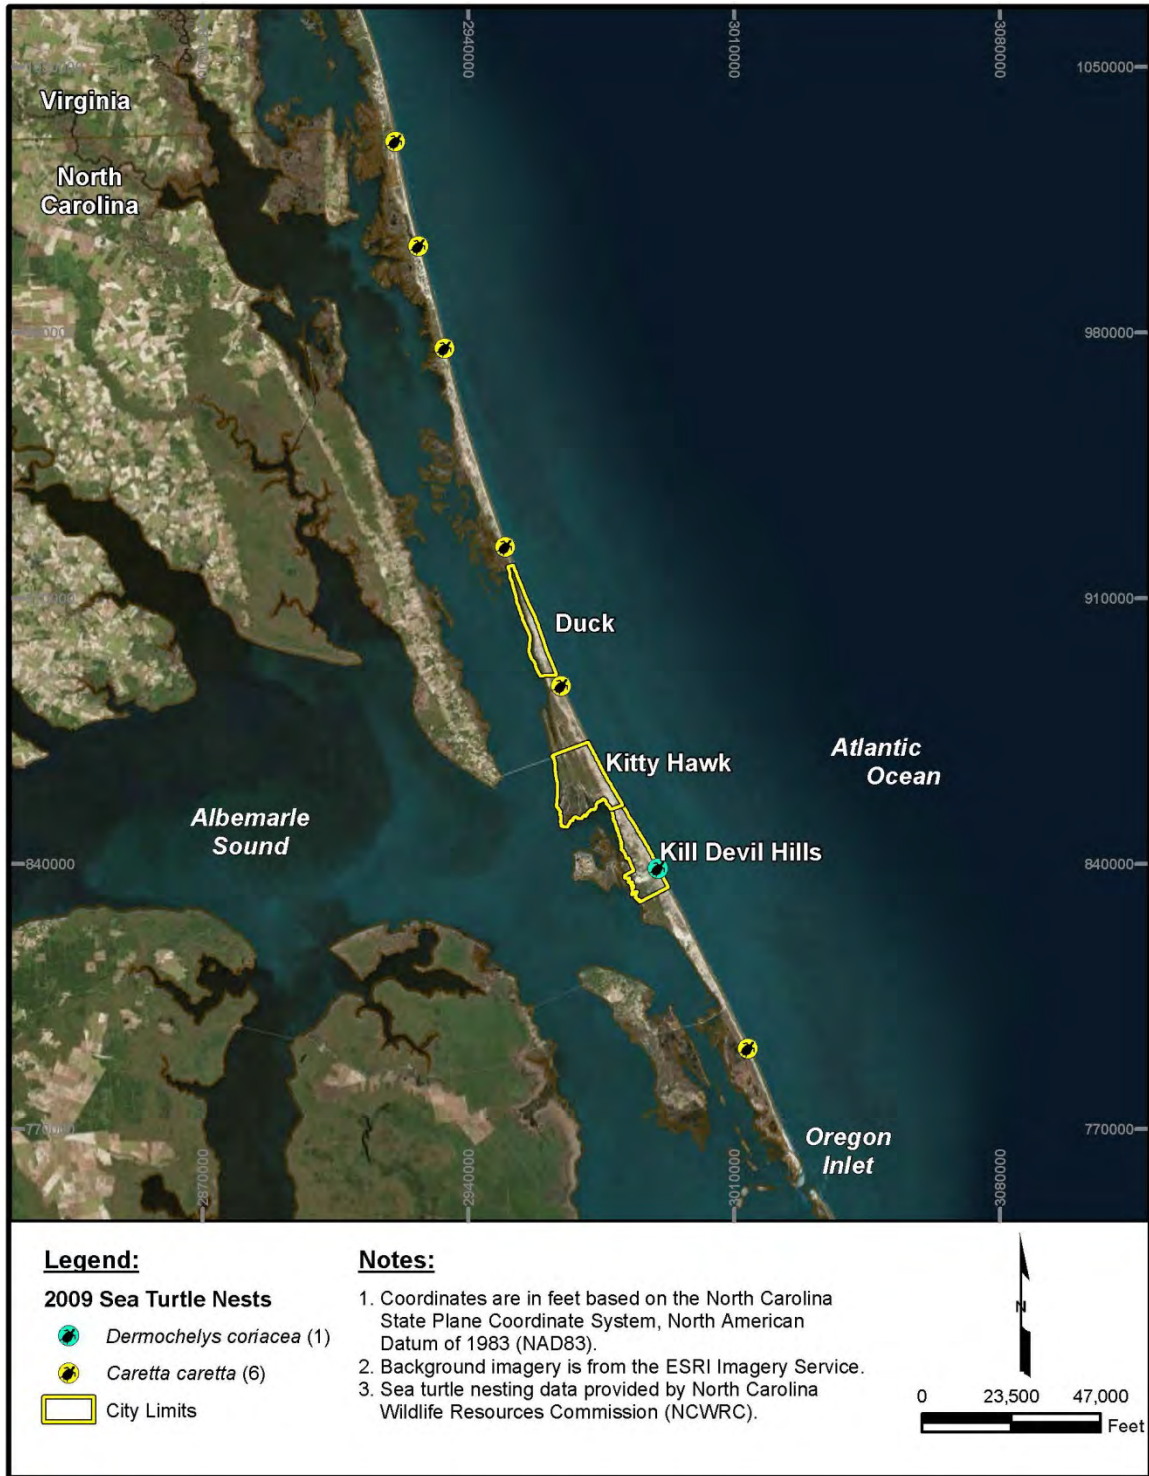 2940000
3010000
3080000
1050000
Virginia
North
Carolina
980000
910000
Duck
Kitty Hawk
Atlantic
Ocean
Albemarle
Sound
Kill Devil Hills
840000
840000
770000
770000
Oregon
Inlet
2870000
2940000
3010000
3080000
Legend:
2009 Sea Turtle Nests
Dermochelys coriacea (1)
Caretta caretta (6)
City Limits
Notes:
1. Coordinates are in feet based on the North Carolina
State Plane Coordinate System, North American
Datum of 1983 (NAD83).
2. Background imagery is from the ESRI Imagery Service.
3. Sea turtle nesting data provided by North Carolina
Wildlife Resources Commission (NCWRC).
N
0 23,500 47,000
Feet